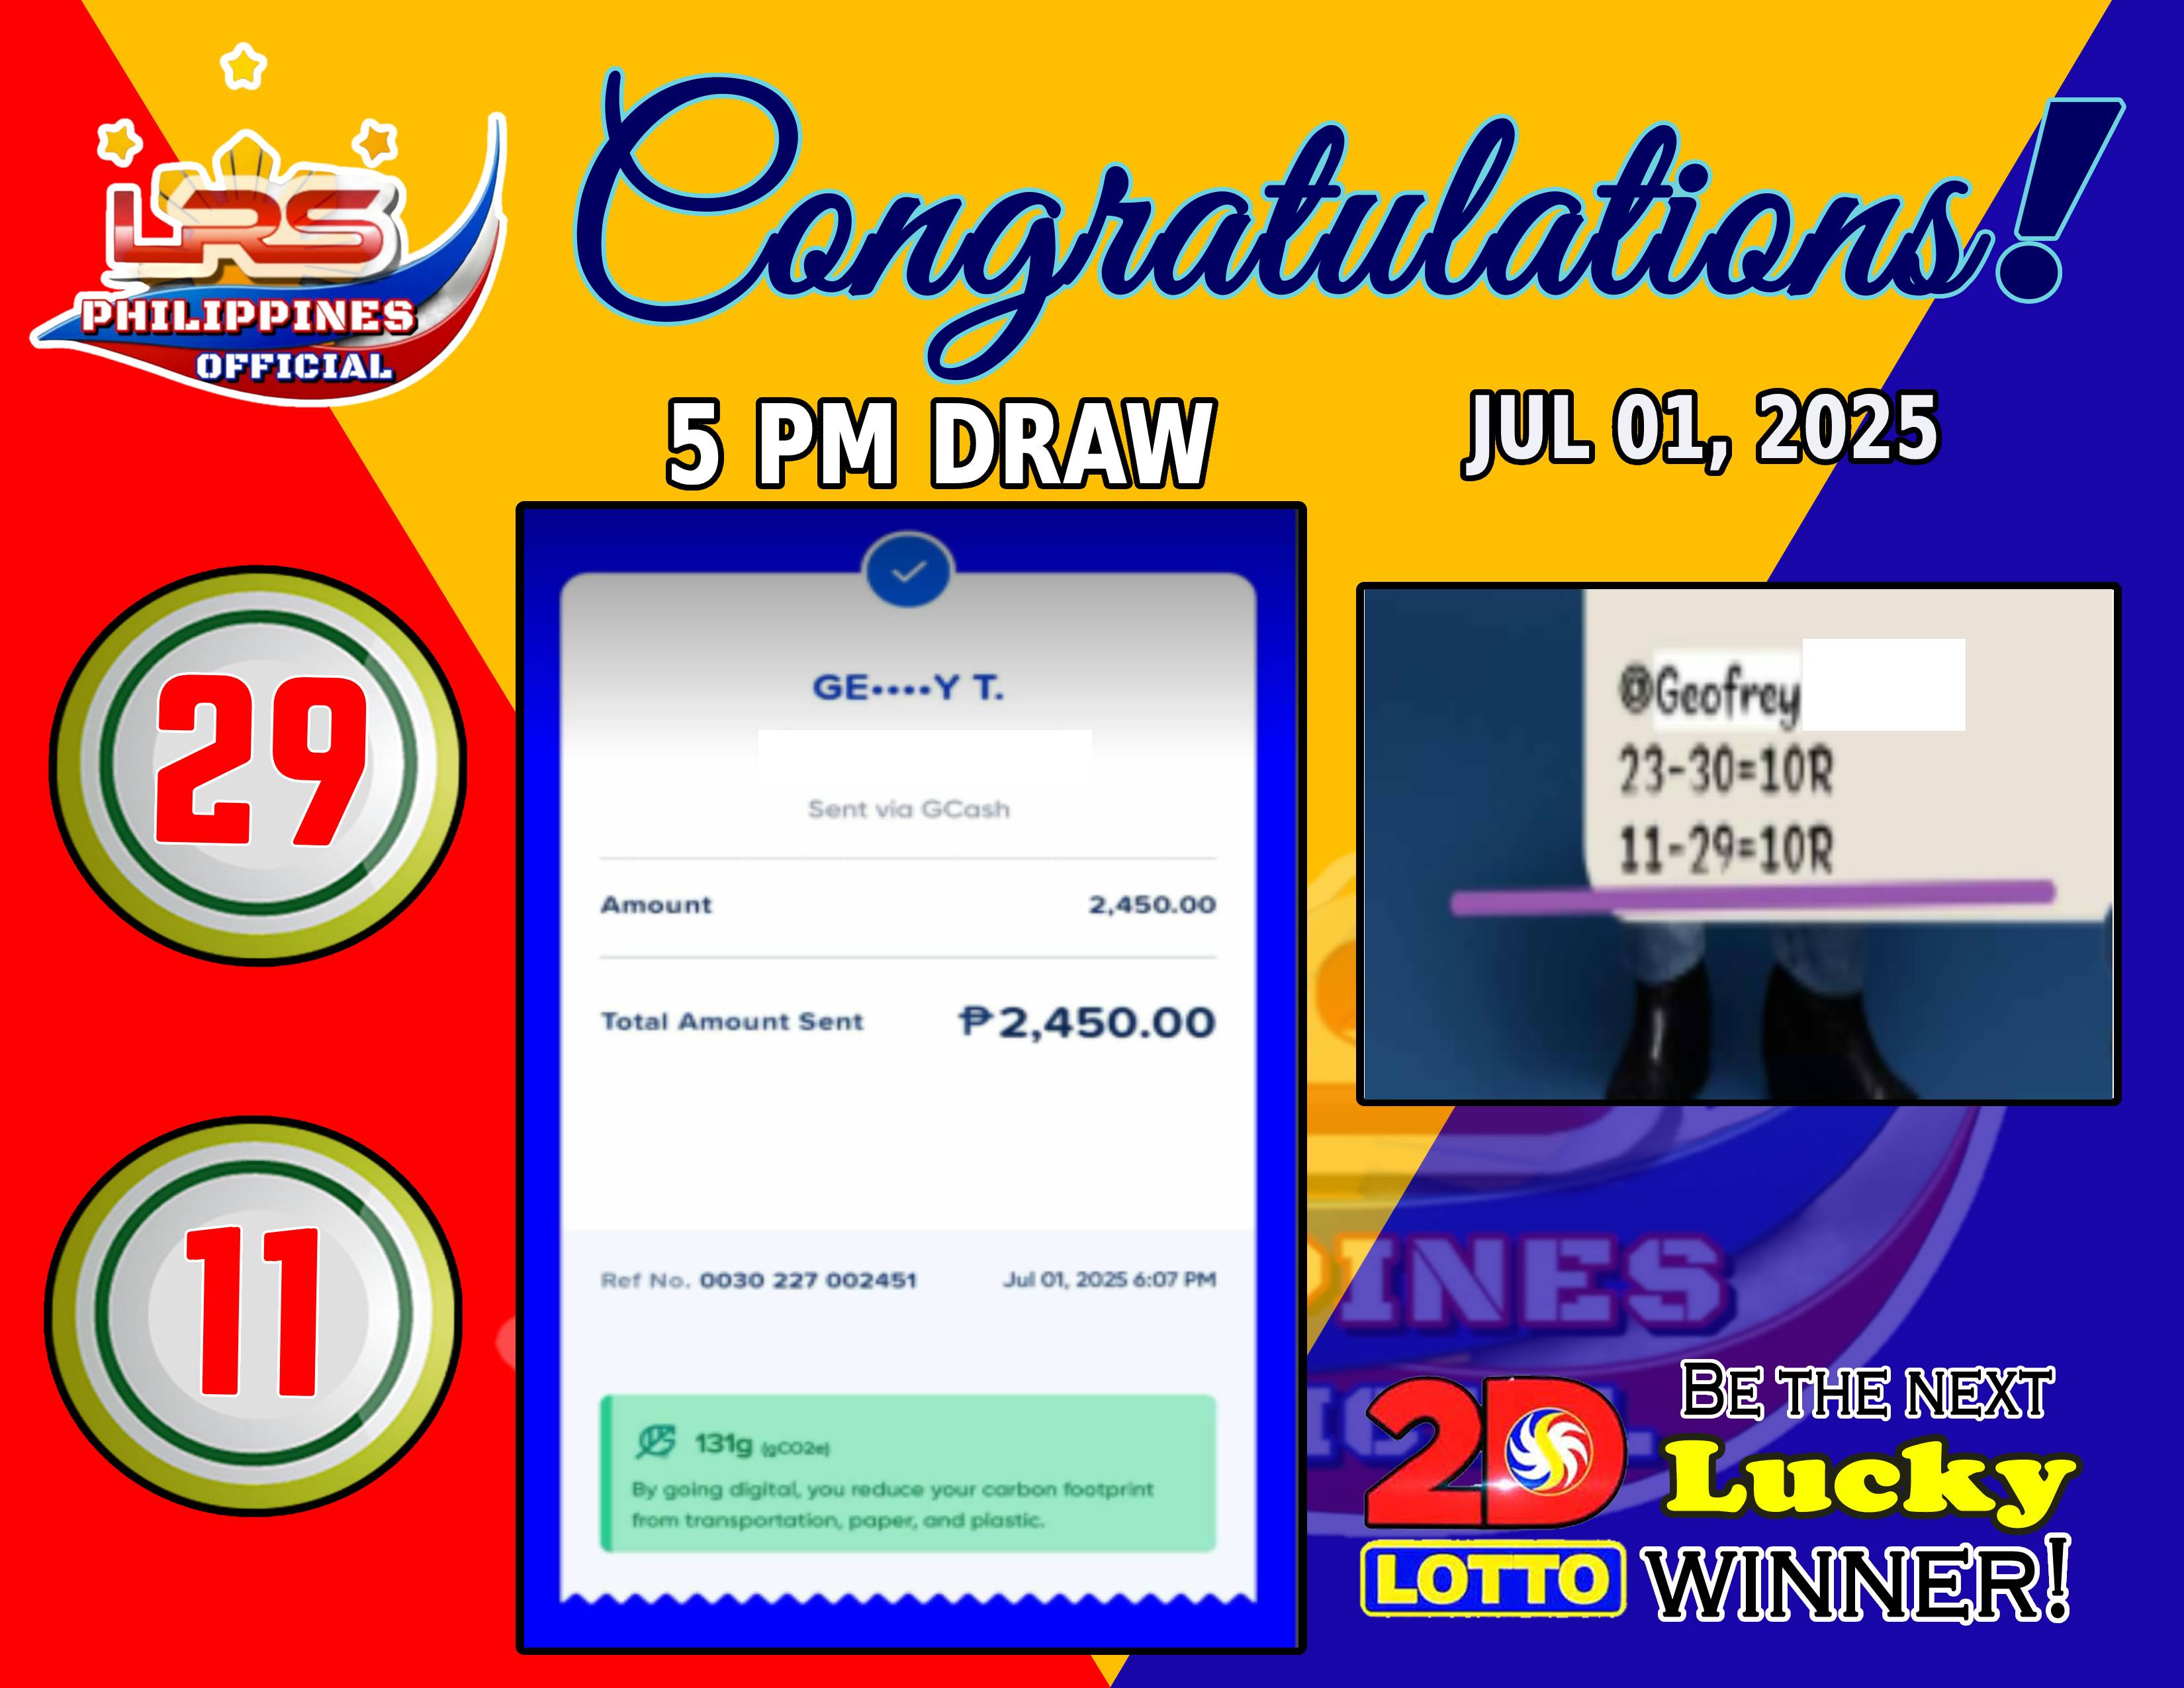 LRS
PHILIPPINES
OFFICIAL
Congratulations!
5 PM DRAW
JUL 01, 2025
29
11
GE••••Y T.
Sent via GCash
Amount 2,450.00
Total Amount Sent ₱2,450.00
Ref No. 0030 227 002451 Jul 01, 2025 6:07 PM
131g (gCO2e)
By going digital, you reduce your carbon footprint
from transportation, paper, and plastic.
@Geofrey
23-30=10R
11-29=10R
PINES
2D
LOTTO
BE THE NEXT
Lucky
WINNER!